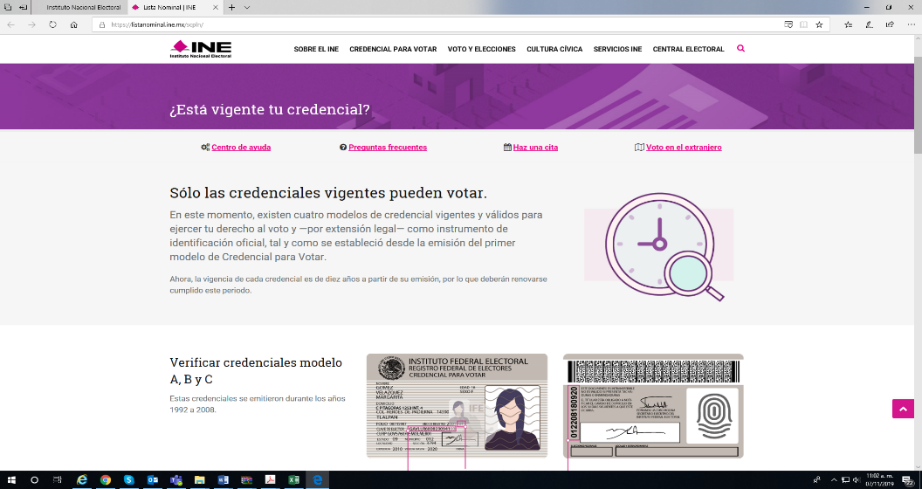 Instituto Nacional Electoral
Lista Nominal | INE
https://listanominal.ine.mx/scpln/
INE
Instituto Nacional Electoral
SOBRE EL INE
CREDENCIAL PARA VOTAR
VOTO Y ELECCIONES
CULTURA CÍVICA
SERVICIOS INE
CENTRAL ELECTORAL
¿Está vigente tu credencial?
Centro de ayuda
Preguntas frecuentes
Haz una cita
Voto en el extranjero
Sólo las credenciales vigentes pueden votar.
En este momento, existen cuatro modelos de credencial vigentes y válidos para
ejercer tu derecho al voto y —por extensión legal— como instrumento de
identificación oficial, tal y como se estableció desde la emisión del primer
modelo de Credencial para Votar.
Ahora, la vigencia de cada credencial es de diez años a partir de su emisión, por lo que deberán renovarse
cumplido este periodo.
Verificar credenciales modelo
A, B y C
Estas credenciales se emitieron durante los años
1992 a 2008.
INSTITUTO FEDERAL ELECTORAL
REGISTRO FEDERAL DE ELECTORES
CREDENCIAL PARA VOTAR
GÓMEZ
VELÁZQUEZ
MARGARITA
TLALPAN
IFE
11:02 a. m.